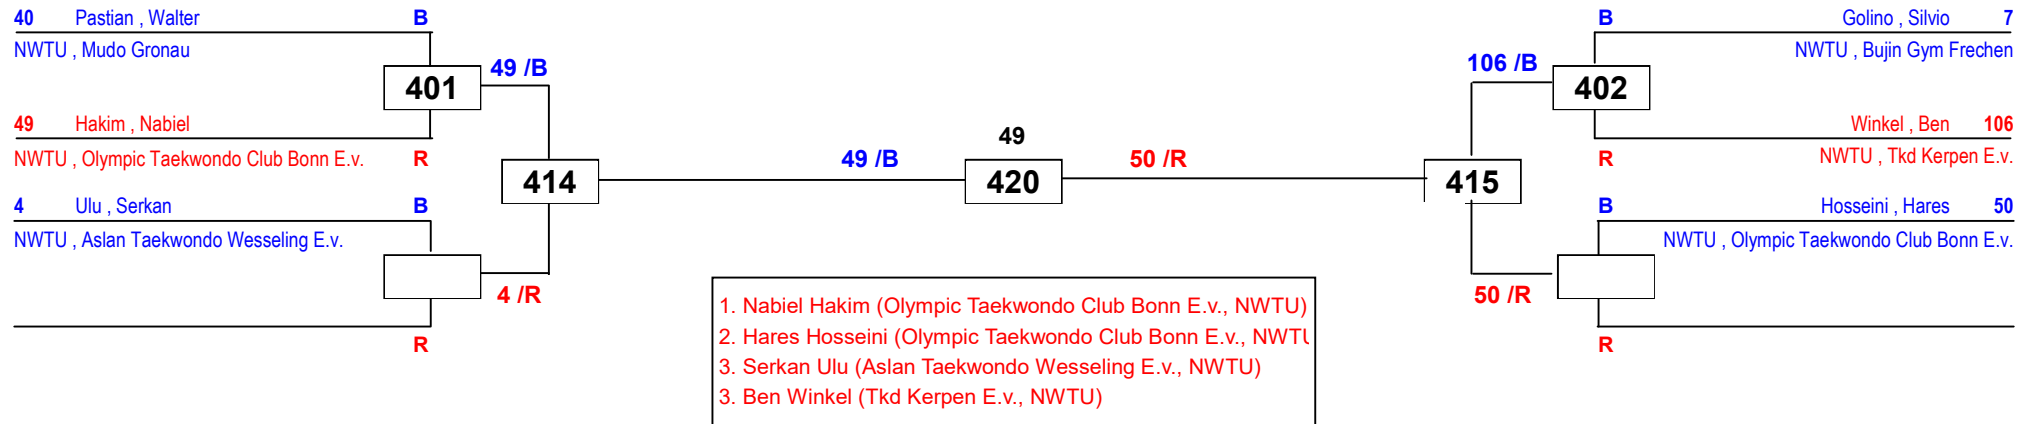 40 Pastian , Walter B
NWTU , Mudo Gronau
401
49 /B
49 Hakim , Nabiel
NWTU , Olympic Taekwondo Club Bonn E.v. R
414
4 Ulu , Serkan B
NWTU , Aslan Taekwondo Wesseling E.v.
4 /R
R
49 /B
49
420
50 /R
B Golino , Silvio 7
NWTU , Bujin Gym Frechen
106 /B
402
Winkel , Ben 106
R NWTU , Tkd Kerpen E.v.
415
B Hosseini , Hares 50
NWTU , Olympic Taekwondo Club Bonn E.v.
50 /R
R
1. Nabiel Hakim (Olympic Taekwondo Club Bonn E.v., NWTU)
2. Hares Hosseini (Olympic Taekwondo Club Bonn E.v., NWTU
3. Serkan Ulu (Aslan Taekwondo Wesseling E.v., NWTU)
3. Ben Winkel (Tkd Kerpen E.v., NWTU)